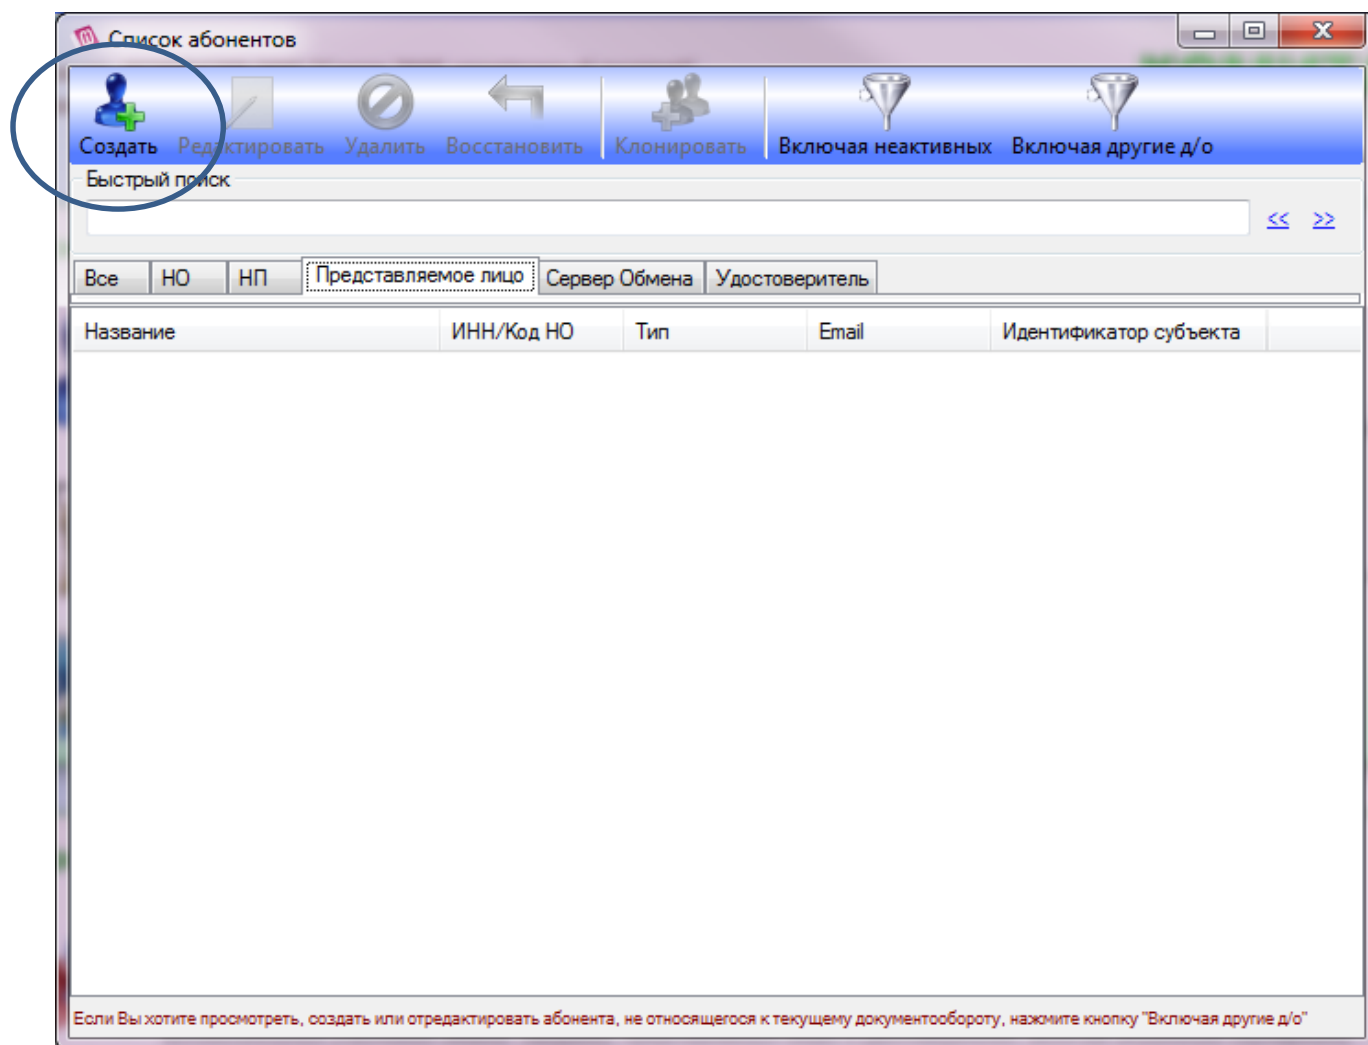 Список абонентов
Создать Редактировать Удалить Восстановить Клонировать Включая неактивных Включая другие д/о
Быстрый поиск
<< >>
Все НО НП Представляемое лицо Сервер Обмена Удостоверитель
Название ИНН/Код НО Тип Email Идентификатор субъекта
Если Вы хотите просмотреть, создать или отредактировать абонента, не относящегося к текущему документообороту, нажмите кнопку "Включая другие д/о"